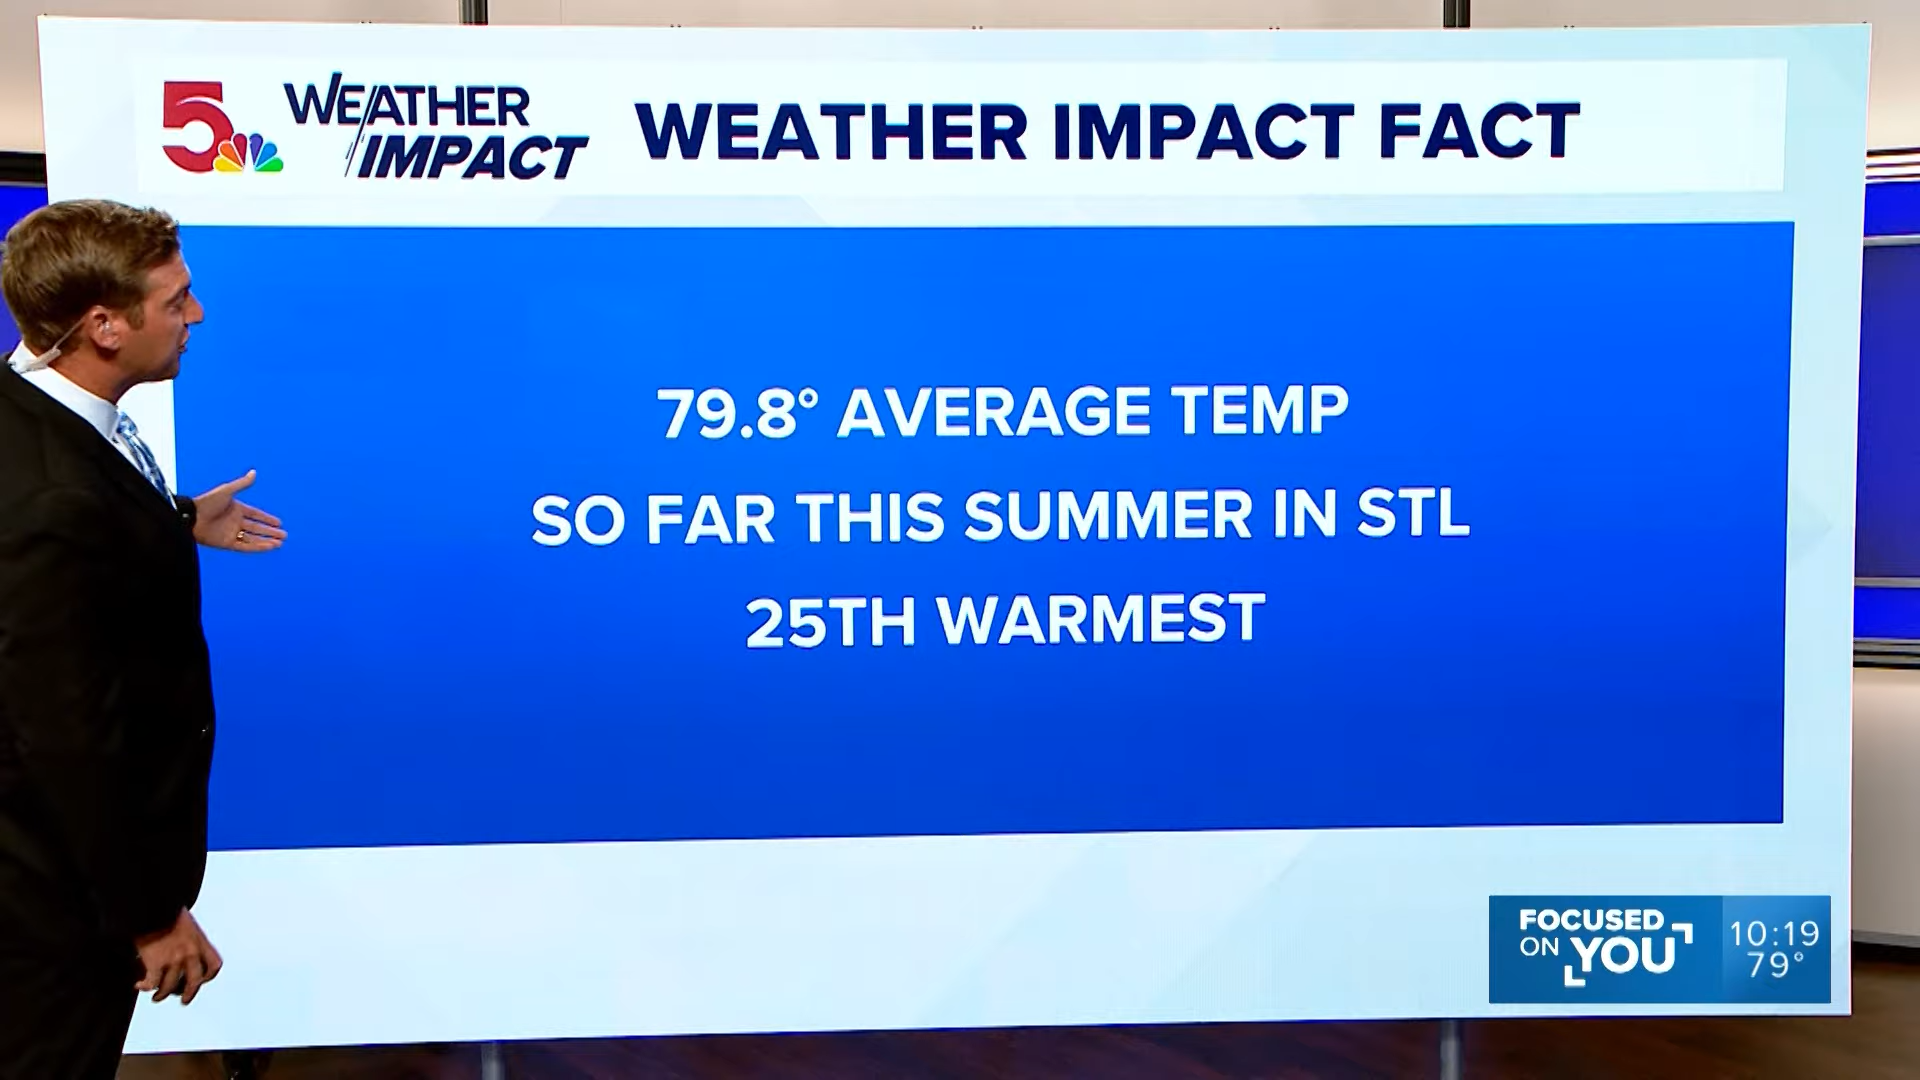 5 WEATHER IMPACT
WEATHER IMPACT FACT
79.8° AVERAGE TEMP
SO FAR THIS SUMMER IN STL
25TH WARMEST
FOCUSED ON YOU
10:19
79°